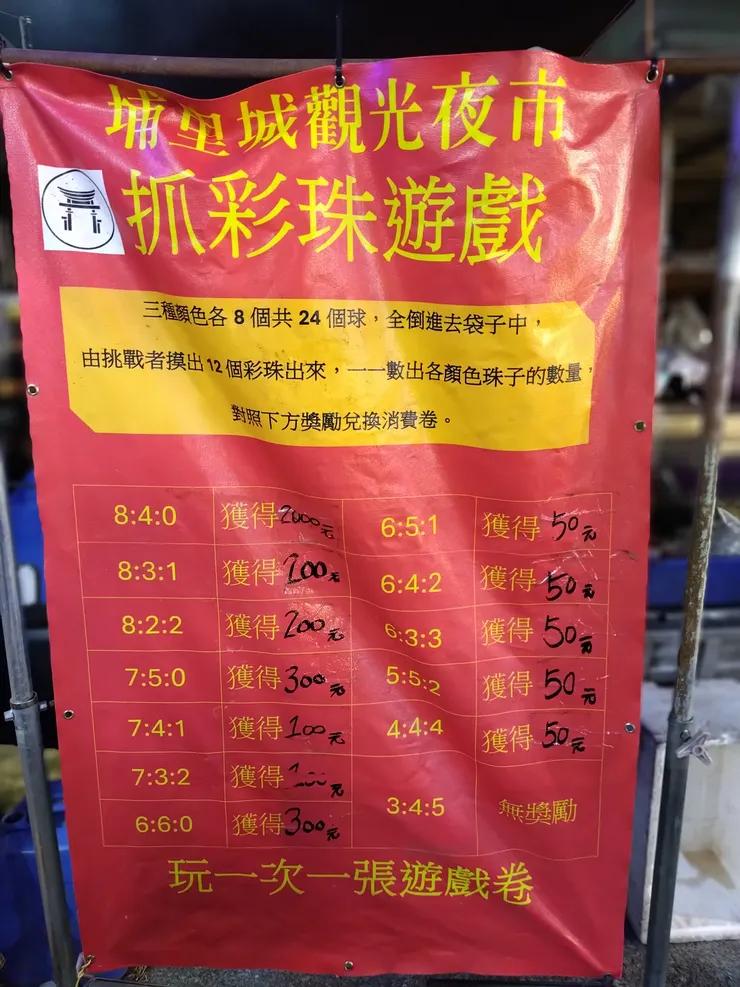 埔里城觀光夜市
抓彩珠遊戲
三種顏色各 8 個共 24 個球，全倒進去袋子中，
由挑戰者摸出 12 個彩珠出來，一一數出各顏色珠子的數量，
對照下方獎勵兌換消費卷。
8:4:0 獲得2000元 6:5:1 獲得50元
8:3:1 獲得200元 6:4:2 獲得50元
8:2:2 獲得200元 6:3:3 獲得50元
7:5:0 獲得300元 5:5:2 獲得50元
7:4:1 獲得100元 4:4:4 獲得50元
7:3:2 獲得100元 3:4:5 無獎勵
6:6:0 獲得300元
玩一次一張遊戲卷